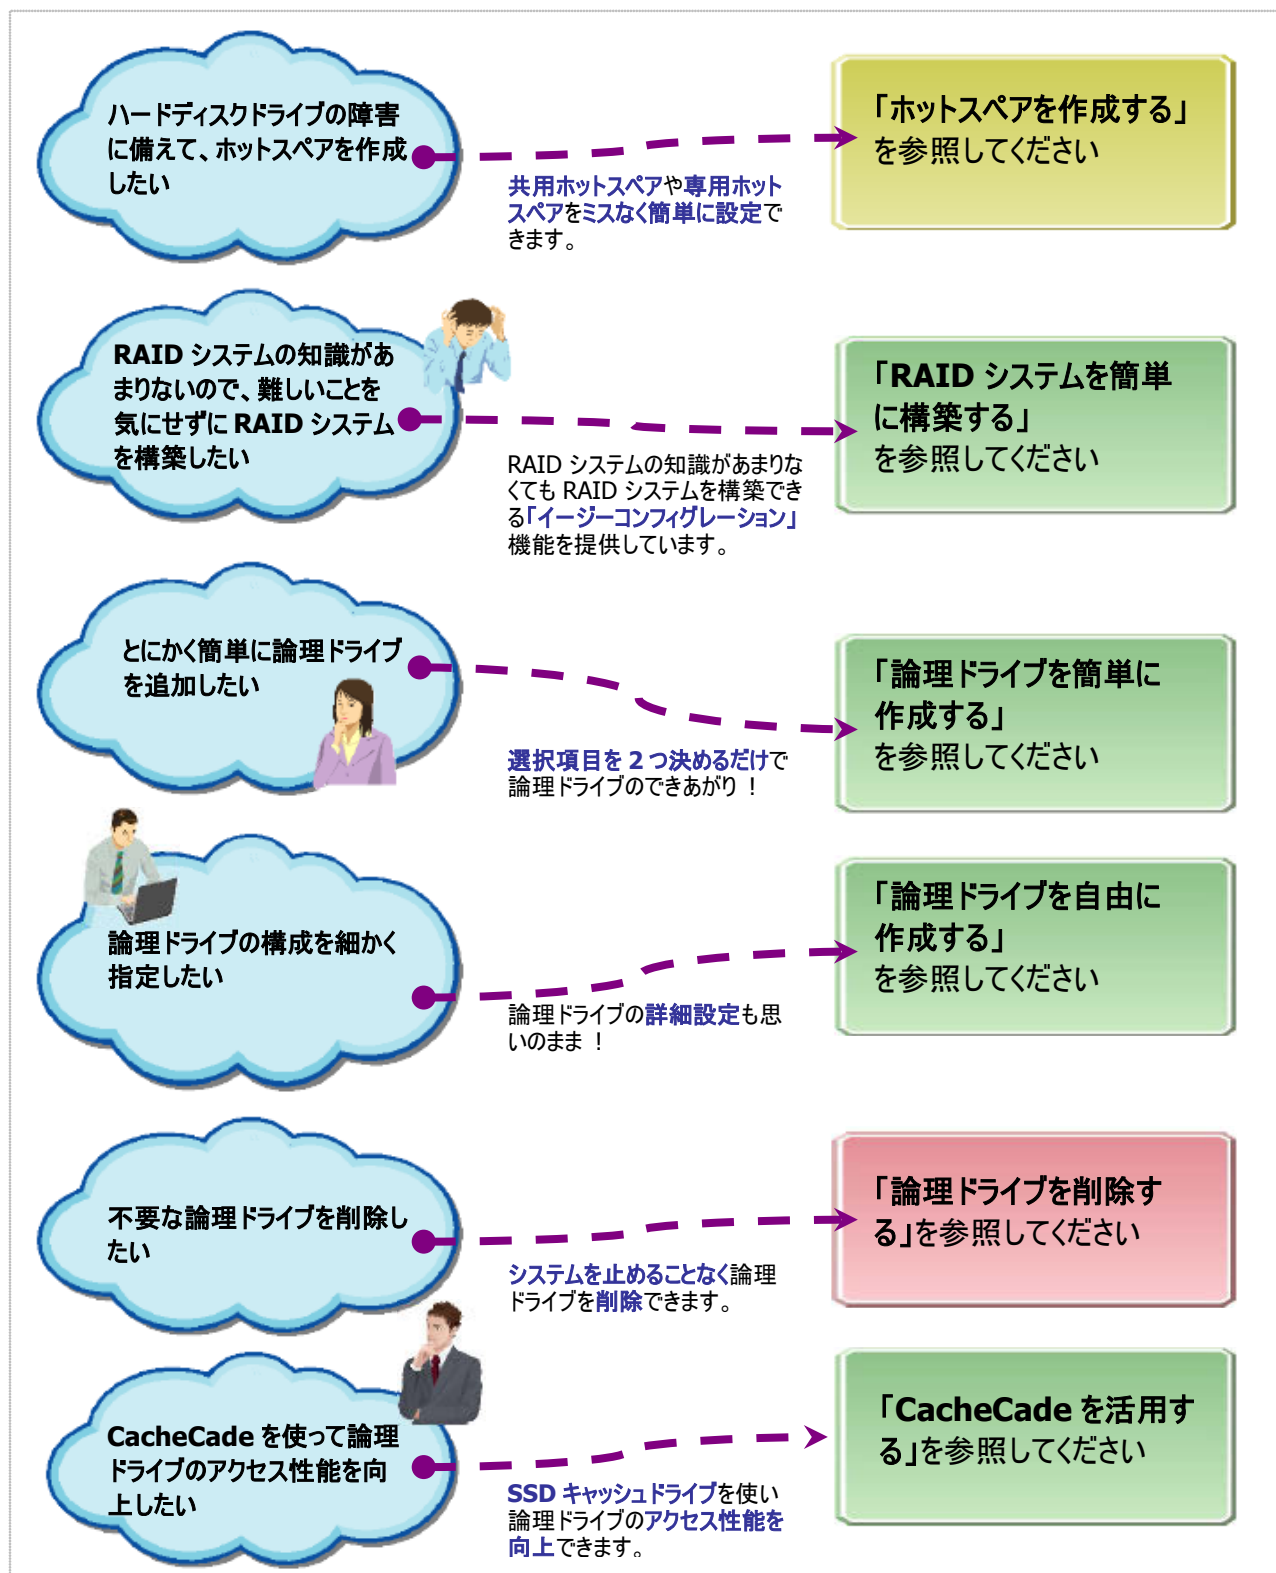 ハードディスクドライブの障害
に備えて、ホットスペアを作成
したい
共用ホットスペアや専用ホット
スペアをミスなく簡単に設定で
きます。
「ホットスペアを作成する」
を参照してください
RAID システムの知識があ
まりないので、難しいことを
気にせずに RAID システム
を構築したい
RAID システムの知識があまりな
くても RAID システムを構築でき
る「イージーコンフィグレーション」
機能を提供しています。
「RAID システムを簡単
に構築する」
を参照してください
とにかく簡単に論理ドライブ
を追加したい
選択項目を 2 つ決めるだけで
論理ドライブのできあがり！
「論理ドライブを簡単に
作成する」
を参照してください
論理ドライブの構成を細かく
指定したい
論理ドライブの詳細設定も思
いのまま！
「論理ドライブを自由に
作成する」
を参照してください
不要な論理ドライブを削除し
たい
システムを止めることなく論理
ドライブを削除できます。
「論理ドライブを削除す
る」を参照してください
CacheCade を使って論理
ドライブのアクセス性能を向
上したい
SSD キャッシュドライブを使い
論理ドライブのアクセス性能を
向上できます。
「CacheCade を活用す
る」を参照してください